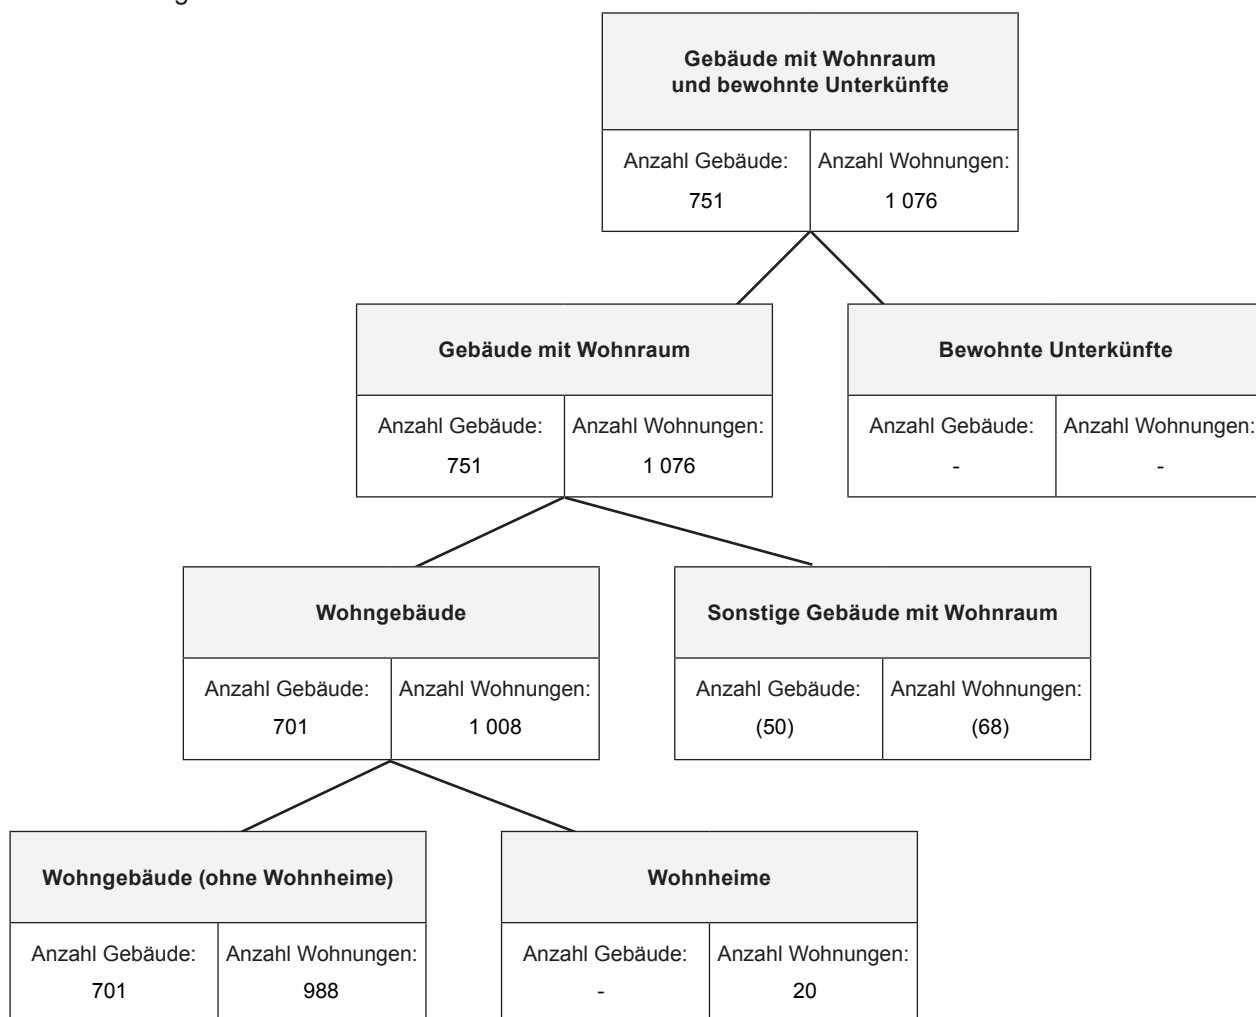 Gebäude mit Wohnraum
und bewohnte Unterkünfte
Anzahl Gebäude: Anzahl Wohnungen:
751 1 076
Gebäude mit Wohnraum Bewohnte Unterkünfte
Anzahl Gebäude: Anzahl Wohnungen: Anzahl Gebäude: Anzahl Wohnungen:
751 1 076 - -
Wohngebäude Sonstige Gebäude mit Wohnraum
Anzahl Gebäude: Anzahl Wohnungen: Anzahl Gebäude: Anzahl Wohnungen:
701 1 008 (50) (68)
Wohngebäude (ohne Wohnheime) Wohnheime
Anzahl Gebäude: Anzahl Wohnungen: Anzahl Gebäude: Anzahl Wohnungen:
701 988 - 20